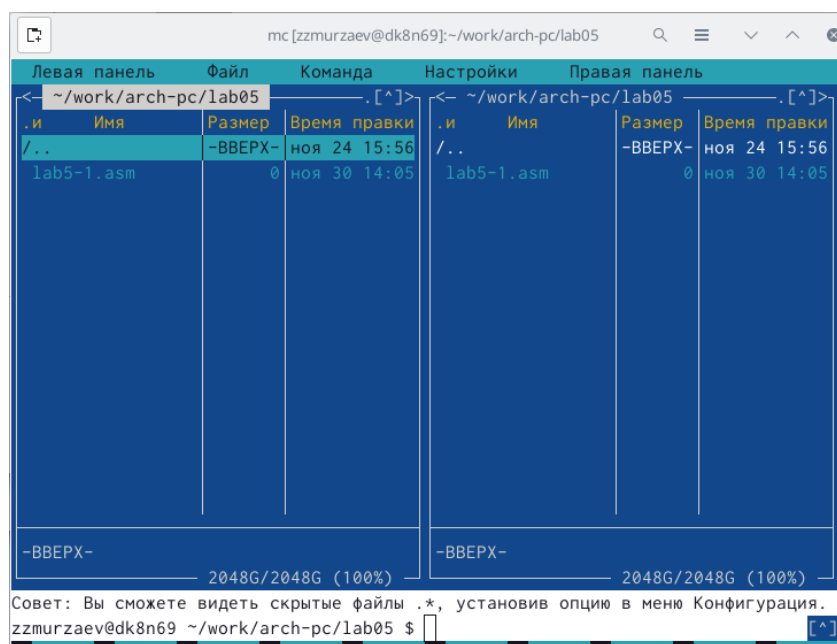 mc [zzmurzaev@dk8n69]:~/work/arch-pc/lab05
Левая панель Файл Команда Настройки Правая панель
<— ~/work/arch-pc/lab05 .[^]> <— ~/work/arch-pc/lab05 .[^]>
.и Имя Размер Время правки .и Имя Размер Время правки
/.. -ВВЕРХ- ноя 24 15:56 /.. -ВВЕРХ- ноя 24 15:56
lab5-1.asm 0 ноя 30 14:05 lab5-1.asm 0 ноя 30 14:05
-ВВЕРХ- -ВВЕРХ-
2048G/2048G (100%) 2048G/2048G (100%)
Совет: Вы сможете видеть скрытые файлы .*, установив опцию в меню Конфигурация.
zzmurzaev@dk8n69 ~/work/arch-pc/lab05 $ [^]